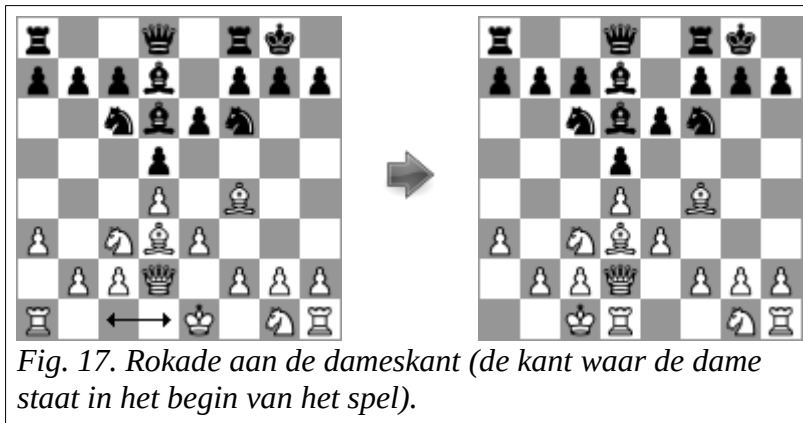 Fig. 17. Rokade aan de dameskant (de kant waar de dame
staat in het begin van het spel).